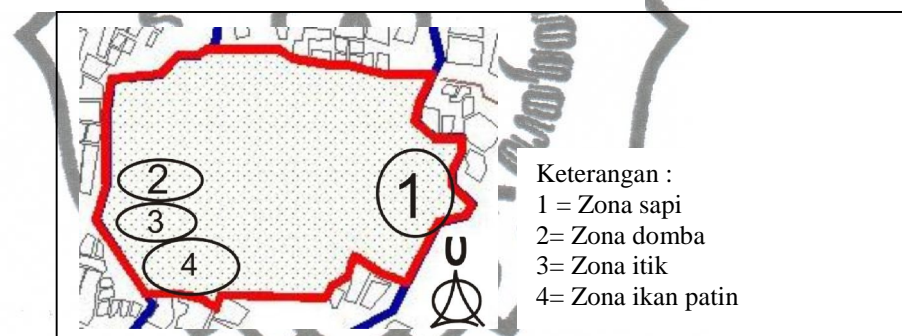 2
3
4
1
U
Keterangan :
1 = Zona sapi
2= Zona domba
3= Zona itik
4= Zona ikan patin